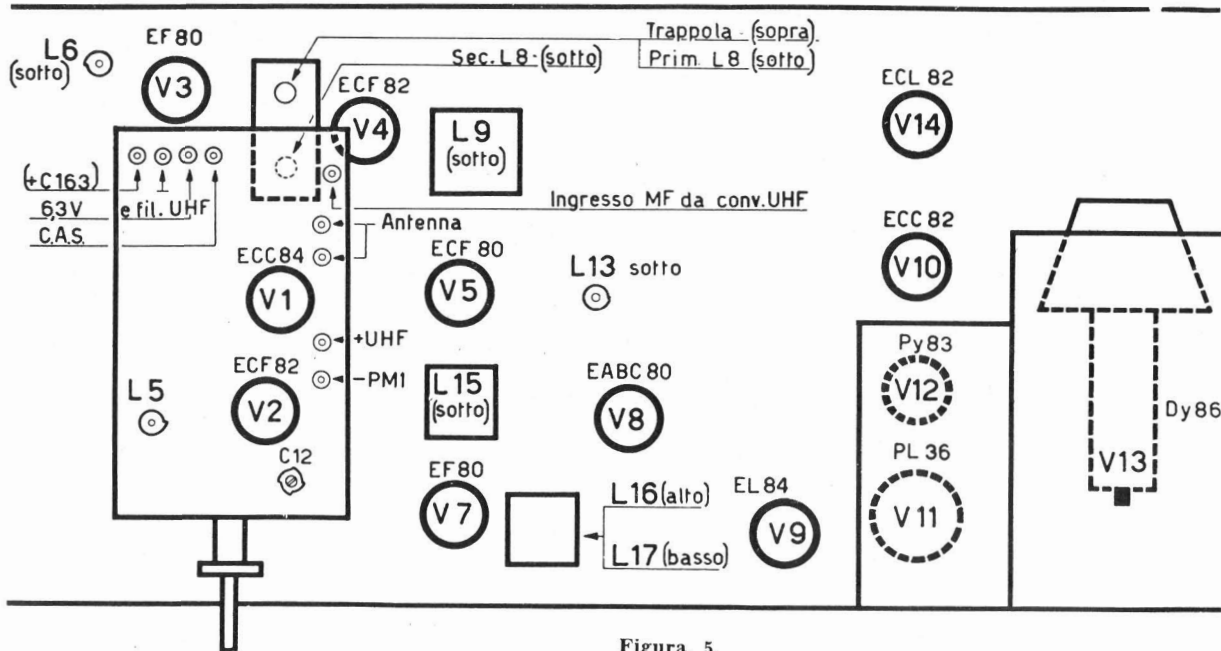 L6
(sotto)
EF 80
V3
Trappola - (sopra)
Sec. L8 - (sotto)
Prim. L8 (sotto)
ECF 82
V4
L9
(sotto)
ECL 82
V14
(+C163)
6,3V e fil. UHF
C.A.S.
Ingresso MF da conv. UHF
Antenna
ECC84
V1
ECF 80
V5
L13 sotto
ECC 82
V10
+UHF
-PM1
ECF82
V2
L5
C12
L15
(sotto)
EABC 80
V8
Py83
V12
Dy86
V13
PL 36
V11
EF80
V7
L16 (alto)
L17 (basso)
EL 84
V9
Figura. 5